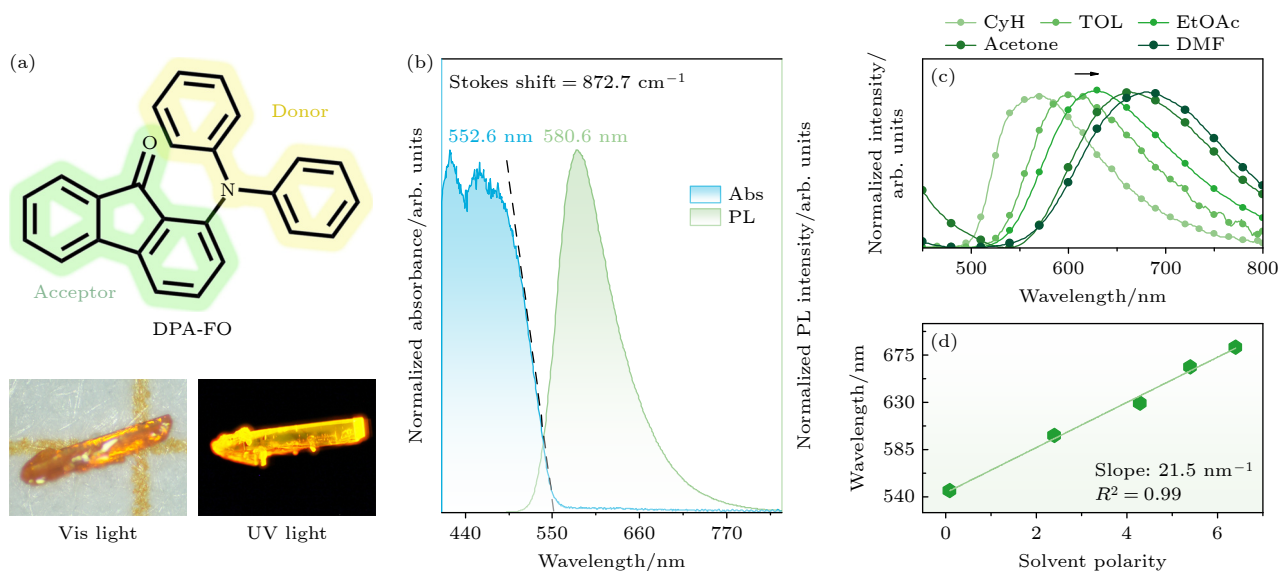 (a)
Donor
O
N
Acceptor
DPA-FO
Vis light
UV light
(b)
Stokes shift = 872.7 cm⁻¹
552.6 nm
580.6 nm
Abs
PL
Normalized absorbance/arb. units
Normalized PL intensity/arb. units
440
550
660
770
Wavelength/nm
CyH
TOL
EtOAc
Acetone
DMF
(c)
Normalized intensity/
arb. units
500
600
700
800
Wavelength/nm
(d)
Wavelength/nm
675
630
585
540
Slope: 21.5 nm⁻¹
R² = 0.99
0
2
4
6
Solvent polarity